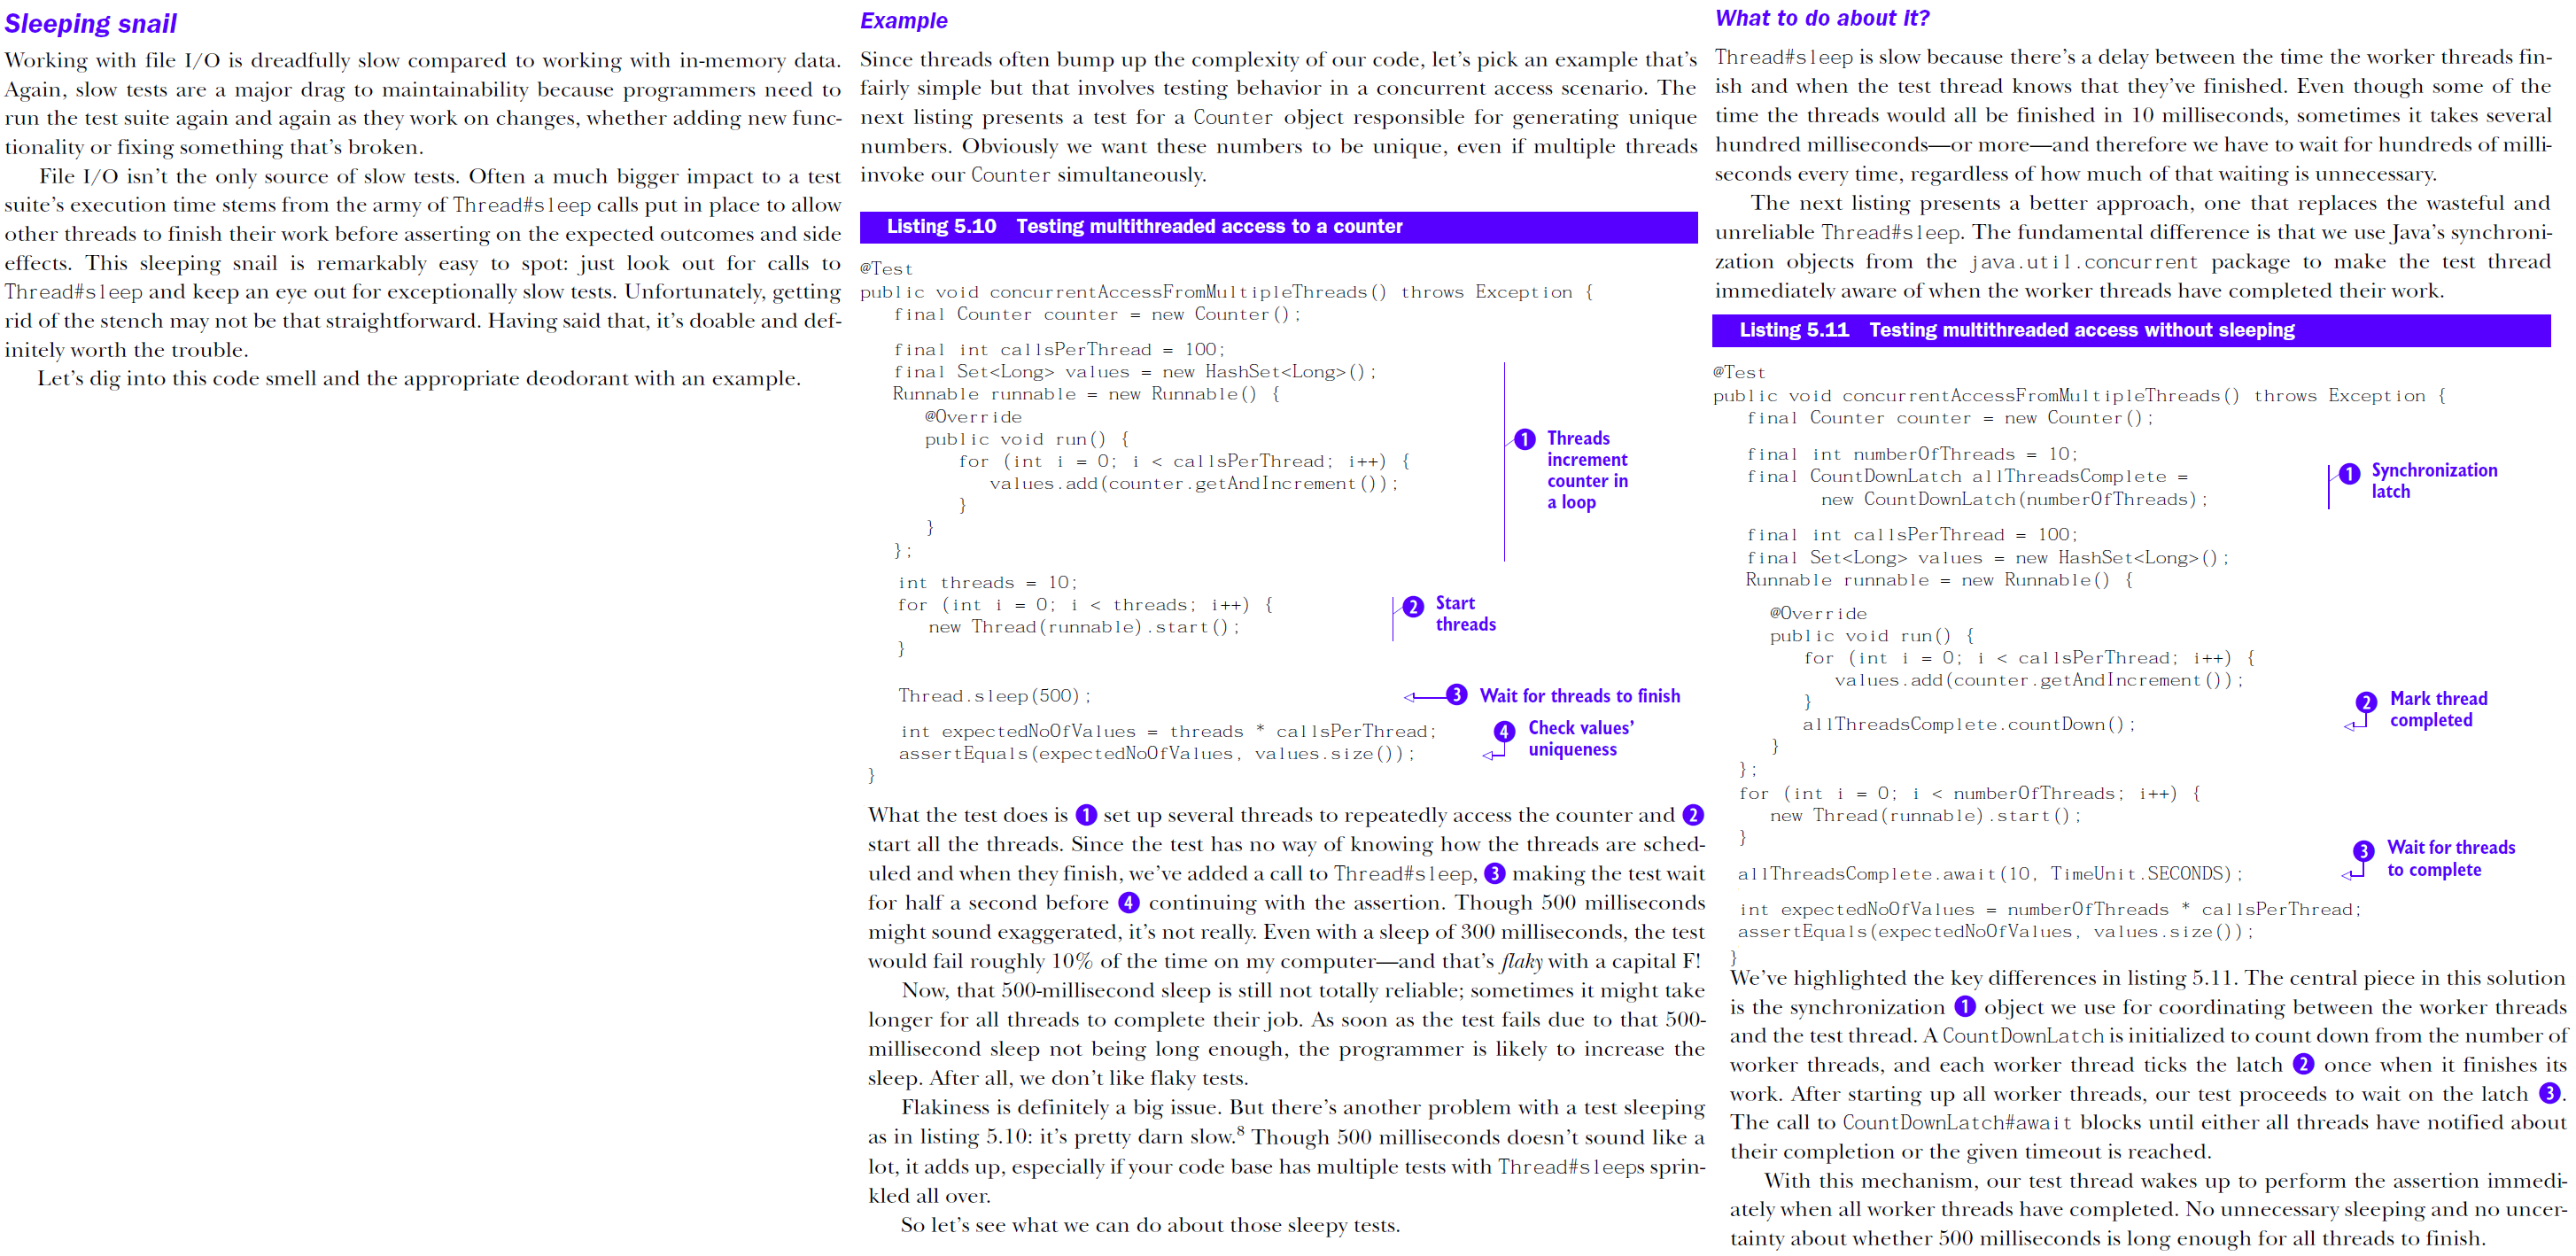 Sleeping snail
Working with file I/O is dreadfully slow compared to working with in-memory data.
Again, slow tests are a major drag to maintainability because programmers need to
run the test suite again and again as they work on changes, whether adding new func-
tionality or fixing something that's broken.
File I/O isn't the only source of slow tests. Often a much bigger impact to a test
suite's execution time stems from the army of Thread#sleep calls put in place to allow
other threads to finish their work before asserting on the expected outcomes and side
effects. This sleeping snail is remarkably easy to spot: just look out for calls to
Thread#sleep and keep an eye out for exceptionally slow tests. Unfortunately, getting
rid of the stench may not be that straightforward. Having said that, it's doable and def-
initely worth the trouble.
Let's dig into this code smell and the appropriate deodorant with an example.
Example
Since threads often bump up the complexity of our code, let's pick an example that's
fairly simple but that involves testing behavior in a concurrent access scenario. The
next listing presents a test for a Counter object responsible for generating unique
numbers. Obviously we want these numbers to be unique, even if multiple threads
invoke our Counter simultaneously.
Listing 5.10 Testing multithreaded access to a counter
@Test
public void concurrentAccessFromMultipleThreads() throws Exception {
final Counter counter = new Counter();
final int callsPerThread = 100;
final Set<Long> values = new HashSet<Long>();
Runnable runnable = new Runnable() {
@Override
public void run() {
for (int i = 0; i < callsPerThread; i++) {
values.add(counter.getAndIncrement());
}
}
};
1 Threads
increment
counter in
a loop
int threads = 10;
for (int i = 0; i < threads; i++) {
new Thread(runnable).start();
}
2 Start
threads
Thread.sleep(500);
3 Wait for threads to finish
int expectedNoOfValues = threads * callsPerThread;
assertEquals(expectedNoOfValues, values.size());
}
4 Check values'
uniqueness
What the test does is 1 set up several threads to repeatedly access the counter and 2
start all the threads. Since the test has no way of knowing how the threads are sched-
uled and when they finish, we've added a call to Thread#sleep, 3 making the test wait
for half a second before 4 continuing with the assertion. Though 500 milliseconds
might sound exaggerated, it's not really. Even with a sleep of 300 milliseconds, the test
would fail roughly 10% of the time on my computer—and that's flaky with a capital F!
Now, that 500-millisecond sleep is still not totally reliable; sometimes it might take
longer for all threads to complete their job. As soon as the test fails due to that 500-
millisecond sleep not being long enough, the programmer is likely to increase the
sleep. After all, we don't like flaky tests.
Flakiness is definitely a big issue. But there's another problem with a test sleeping
as in listing 5.10: it's pretty darn slow.8 Though 500 milliseconds doesn't sound like a
lot, it adds up, especially if your code base has multiple tests with Thread#sleeps sprin-
kled all over.
So let's see what we can do about those sleepy tests.
What to do about it?
Thread#sleep is slow because there's a delay between the time the worker threads fin-
ish and when the test thread knows that they've finished. Even though some of the
time the threads would all be finished in 10 milliseconds, sometimes it takes several
hundred milliseconds—or more—and therefore we have to wait for hundreds of milli-
seconds every time, regardless of how much of that waiting is unnecessary.
The next listing presents a better approach, one that replaces the wasteful and
unreliable Thread#sleep. The fundamental difference is that we use Java's synchroni-
zation objects from the java.util.concurrent package to make the test thread
immediately aware of when the worker threads have completed their work.
Listing 5.11 Testing multithreaded access without sleeping
@Test
public void concurrentAccessFromMultipleThreads() throws Exception {
final Counter counter = new Counter();
final int numberOfThreads = 10;
final CountDownLatch allThreadsComplete =
new CountDownLatch(numberOfThreads);
1 Synchronization
latch
final int callsPerThread = 100;
final Set<Long> values = new HashSet<Long>();
Runnable runnable = new Runnable() {
@Override
public void run() {
for (int i = 0; i < callsPerThread; i++) {
values.add(counter.getAndIncrement());
}
allThreadsComplete.countDown();
}
};
2 Mark thread
completed
for (int i = 0; i < numberOfThreads; i++) {
new Thread(runnable).start();
}
allThreadsComplete.await(10, TimeUnit.SECONDS);
3 Wait for threads
to complete
int expectedNoOfValues = numberOfThreads * callsPerThread;
assertEquals(expectedNoOfValues, values.size());
}
We've highlighted the key differences in listing 5.11. The central piece in this solution
is the synchronization 1 object we use for coordinating between the worker threads
and the test thread. A CountDownLatch is initialized to count down from the number of
worker threads, and each worker thread ticks the latch 2 once when it finishes its
work. After starting up all worker threads, our test proceeds to wait on the latch 3.
The call to CountDownLatch#await blocks until either all threads have notified about
their completion or the given timeout is reached.
With this mechanism, our test thread wakes up to perform the assertion immedi-
ately when all worker threads have completed. No unnecessary sleeping and no uncer-
tainty about whether 500 milliseconds is long enough for all threads to finish.